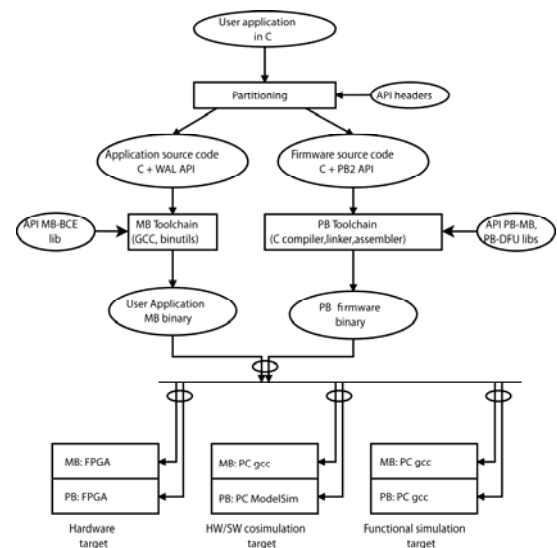 User application
in C
Partitioning
API headers
Application source code
C + WAL API
Firmware source code
C + PB2 API
API MB-BCE
lib
MB Toolchain
(GCC, binutils)
PB Toolchain
(C compiler,linker,assembler)
API PB-MB,
PB-DFU libs
User Application
MB binary
PB firmware
binary
MB: FPGA
PB: FPGA
MB: PC gcc
PB: PC ModelSim
MB: PC gcc
PB: PC gcc
Hardware
target
HW/SW cosimulation
target
Functional simulation
target